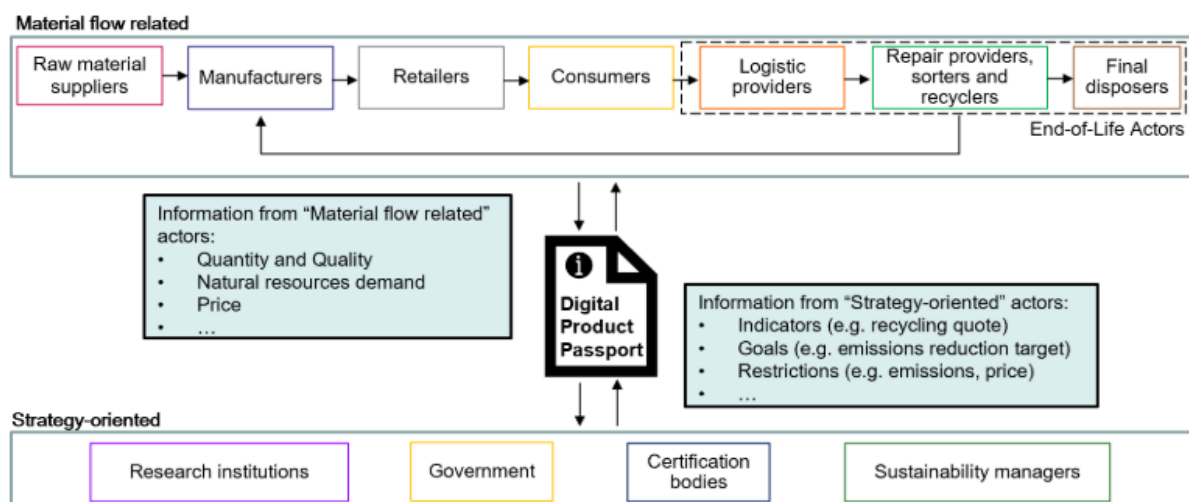 Material flow related
Raw material
suppliers
Manufacturers
Retailers
Consumers
Logistic
providers
Repair providers,
sorters and
recyclers
Final
disposers
End-of-Life Actors
Information from “Material flow related”
actors:
• Quantity and Quality
• Natural resources demand
• Price
• …
i
Digital
Product
Passport
Information from “Strategy-oriented” actors:
• Indicators (e.g. recycling quote)
• Goals (e.g. emissions reduction target)
• Restrictions (e.g. emissions, price)
• …
Strategy-oriented
Research institutions
Government
Certification
bodies
Sustainability managers